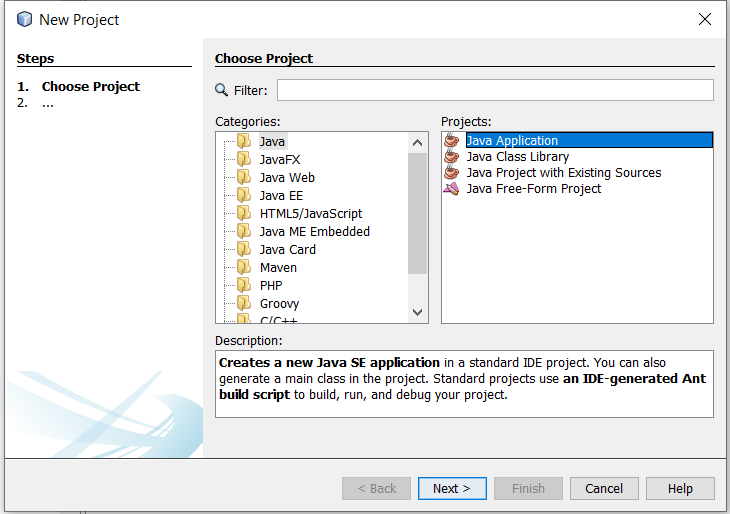 New Project
Steps
1. Choose Project
2. ...
Choose Project
Filter:
Categories:
Java
JavaFX
Java Web
Java EE
HTML5/JavaScript
Java ME Embedded
Java Card
Maven
PHP
Groovy
C/C++
Projects:
Java Application
Java Class Library
Java Project with Existing Sources
Java Free-Form Project
Description:
Creates a new Java SE application in a standard IDE project. You can also
generate a main class in the project. Standard projects use an IDE-generated Ant
build script to build, run, and debug your project.
< Back
Next >
Finish
Cancel
Help